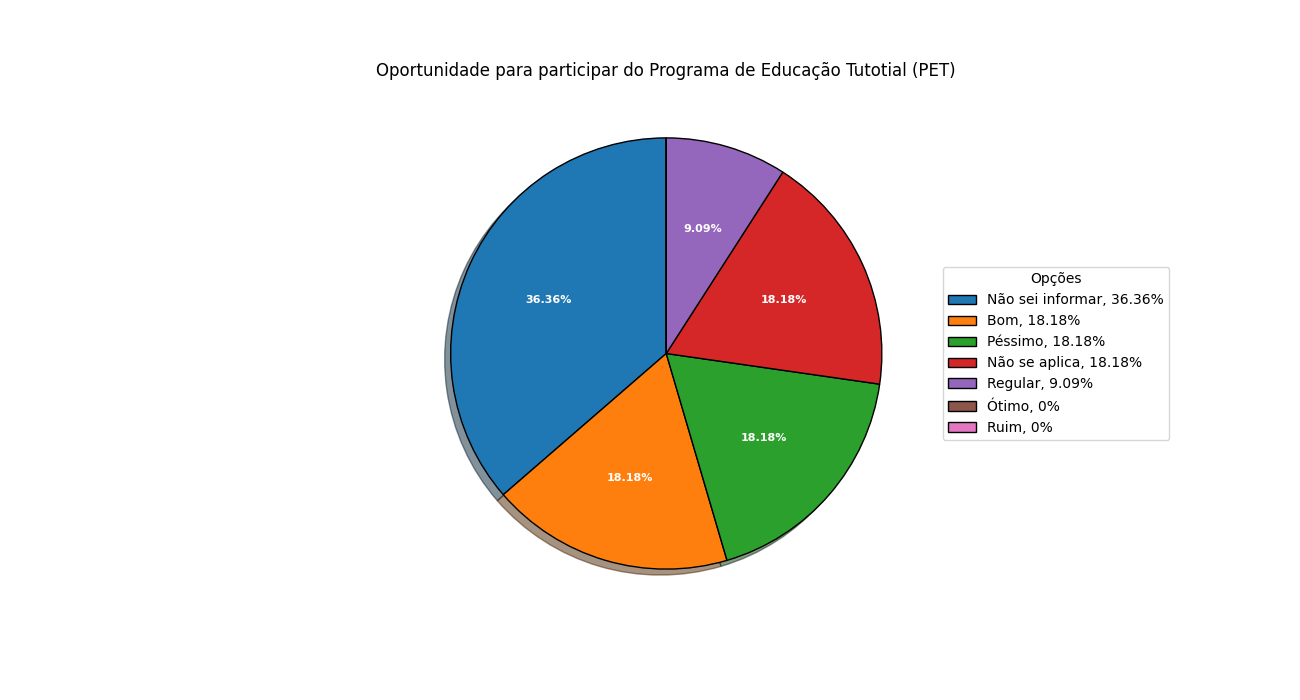 Oportunidade para participar do Programa de Educação Tutotial (PET)
9.09%
36.36%
18.18%
18.18%
18.18%
Opções
Não sei informar, 36.36%
Bom, 18.18%
Péssimo, 18.18%
Não se aplica, 18.18%
Regular, 9.09%
Ótimo, 0%
Ruim, 0%